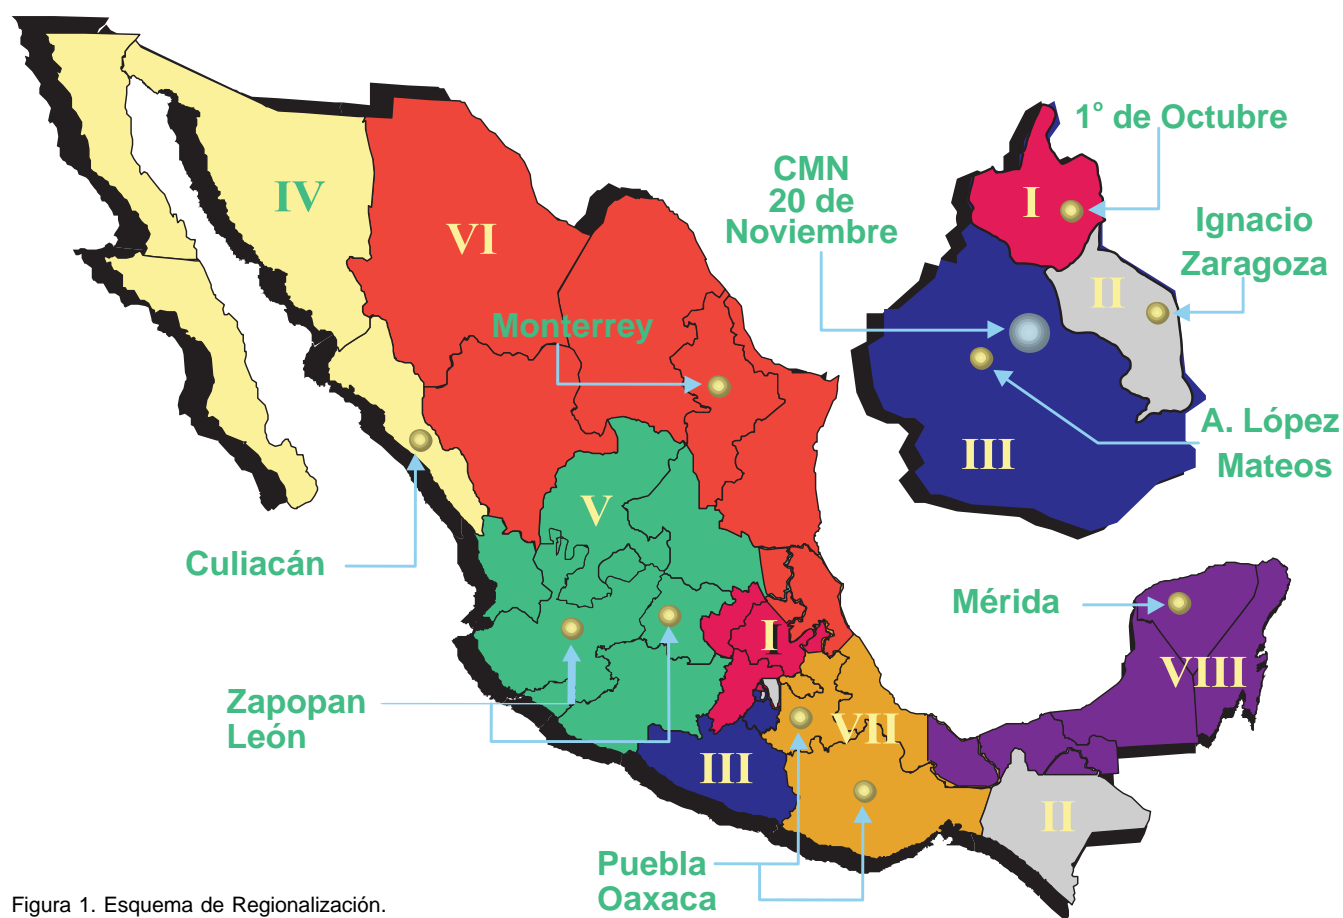 1° de Octubre
CMN
20 de
Noviembre
Ignacio
Zaragoza
I
II
IV
VI
Monterrey
A. López
Mateos
III
V
Culiacán
Mérida
I
VIII
Zapopan
León
VII
III
II
Puebla
Oaxaca
Figura 1. Esquema de Regionalización.